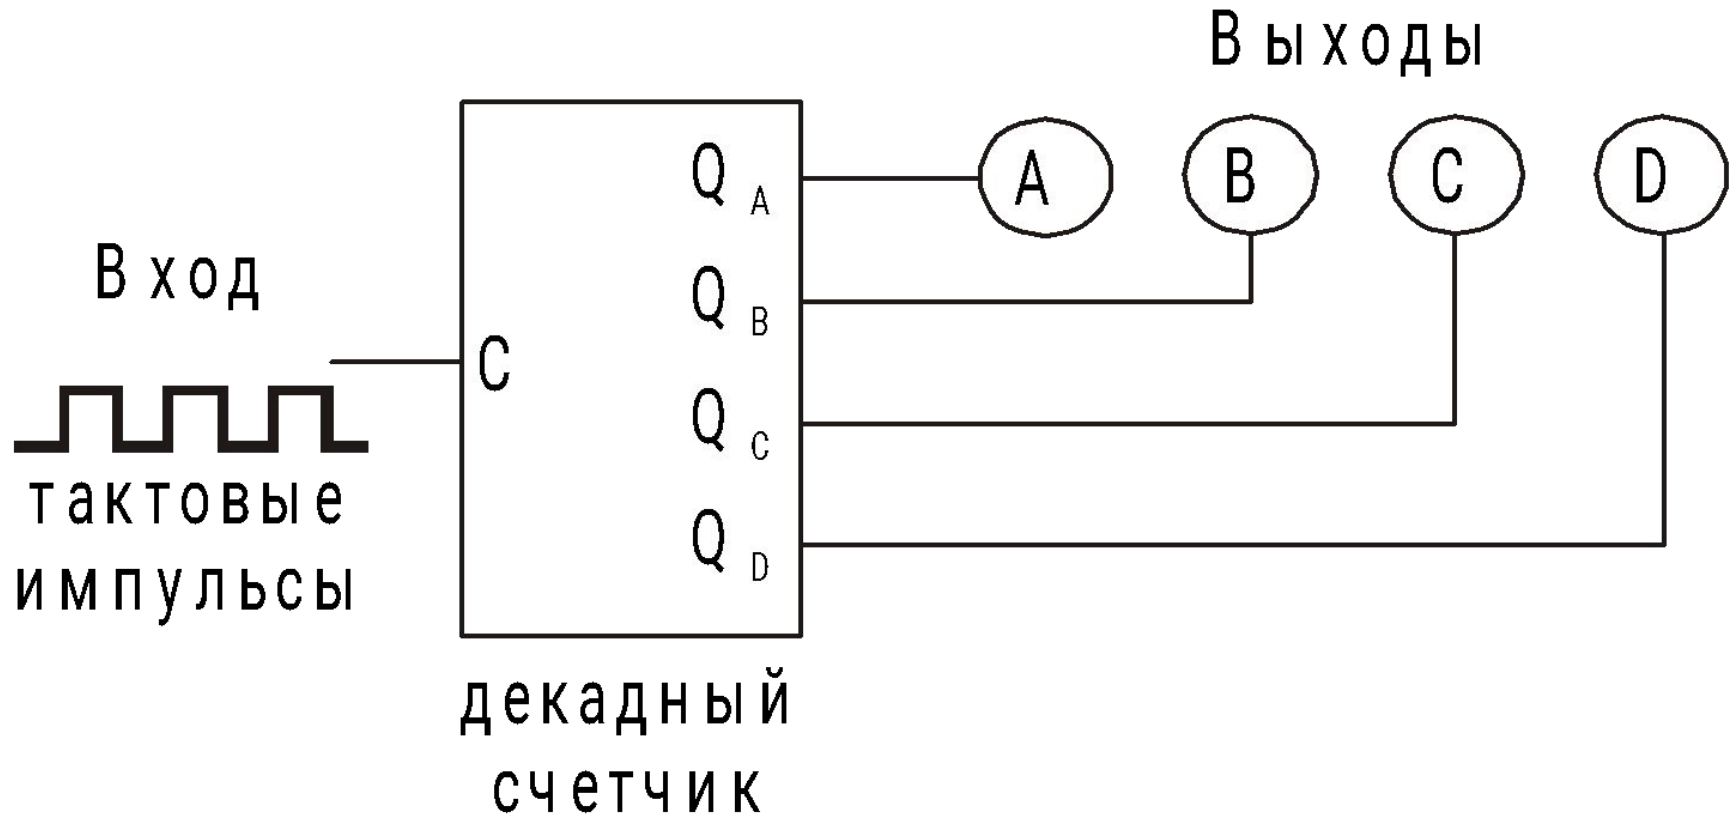 Выходы
Q A
A
B
C
D
Вход
Q B
C
тактовые
импульсы
Q C
Q D
декадный
счетчик